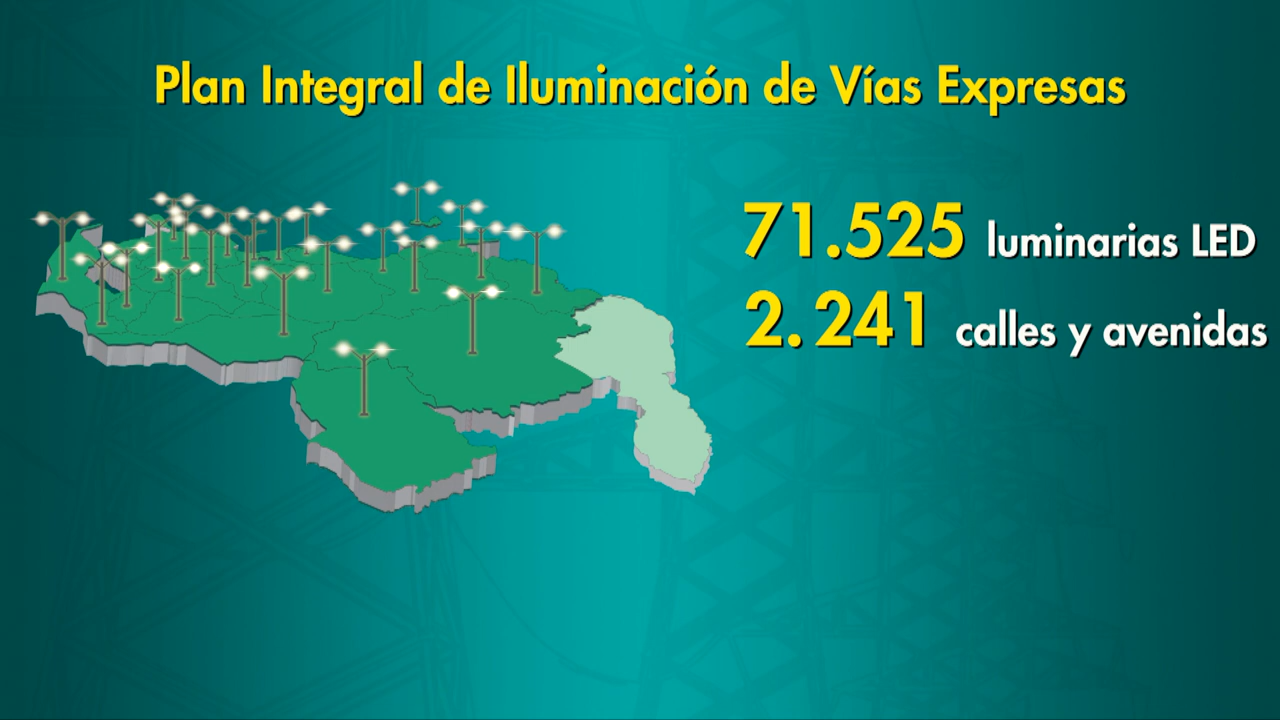 Plan Integral de Iluminación de Vías Expresas
71.525 luminarias LED
2.241 calles y avenidas